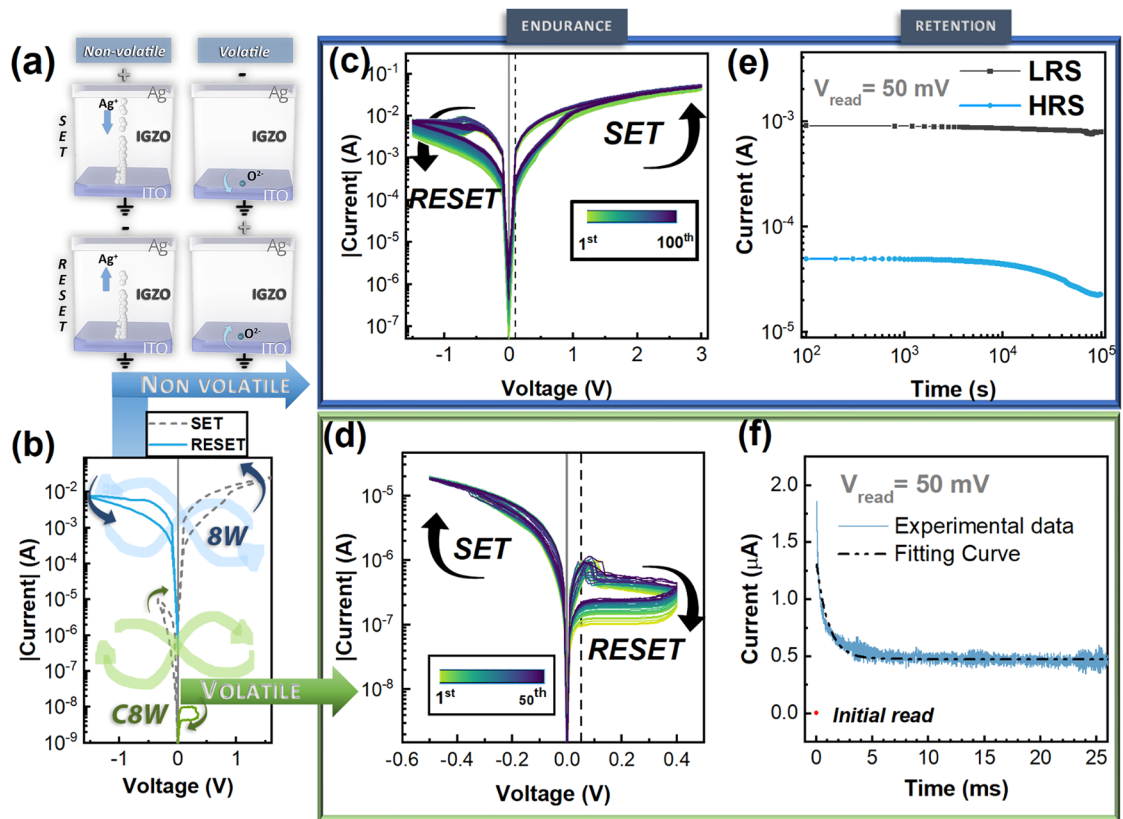 ENDURANCE
RETENTION
(a)
Non-volatile
Volatile
+
-
Ag
Ag⁺
IGZO
ITO
SET
Ag
IGZO
O²⁻
ITO
-
+
Ag
Ag⁺
IGZO
ITO
RESET
Ag
IGZO
O²⁻
ITO
NON VOLATILE
(b)
SET
RESET
10⁻²
10⁻³
10⁻⁴
10⁻⁵
10⁻⁶
10⁻⁷
10⁻⁸
10⁻⁹
|Current| (A)
8W
C8W
-1
0
1
Voltage (V)
VOLATILE
(c)
10⁻¹
10⁻²
10⁻³
10⁻⁴
10⁻⁵
10⁻⁶
10⁻⁷
|Current| (A)
SET
RESET
1st
100th
-1
0
1
2
3
Voltage (V)
(e)
Vread= 50 mV
LRS
HRS
10⁻³
10⁻⁴
10⁻⁵
Current (A)
10²
10³
10⁴
10⁵
Time (s)
(d)
10⁻⁵
10⁻⁶
10⁻⁷
10⁻⁸
|Current| (A)
SET
RESET
1st
50th
-0.6
-0.4
-0.2
0.0
0.2
0.4
Voltage (V)
(f)
Vread= 50 mV
Experimental data
Fitting Curve
2.0
1.5
1.0
0.5
0.0
Current (μA)
Initial read
0
5
10
15
20
25
Time (ms)